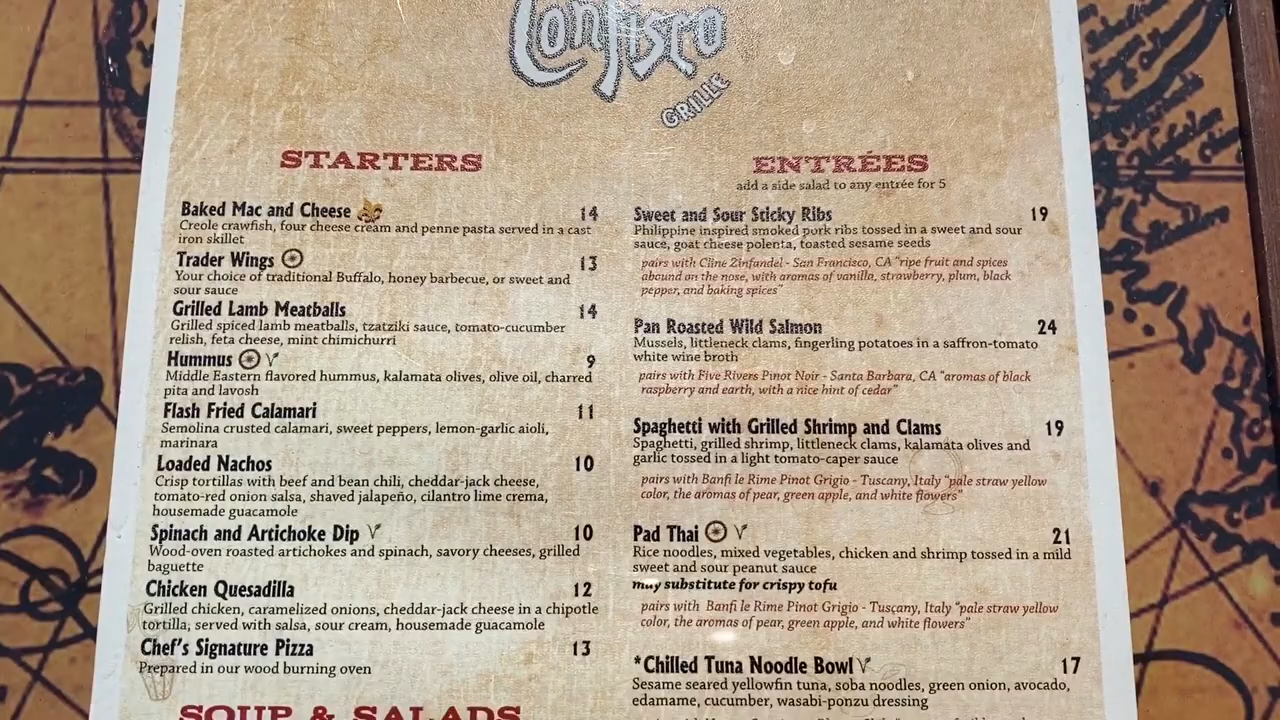 Confisco
GRILLE
STARTERS
Baked Mac and Cheese 14
Creole crawfish, four cheese cream and penne pasta served in a cast
iron skillet
Trader Wings 13
Your choice of traditional Buffalo, honey barbecue, or sweet and
sour sauce
Grilled Lamb Meatballs 14
Grilled spiced lamb meatballs, tzatziki sauce, tomato-cucumber
relish, feta cheese, mint chimichurri
Hummus 9
Middle Eastern flavored hummus, kalamata olives, olive oil, charred
pita and lavosh
Flash Fried Calamari 11
Semolina crusted calamari, sweet peppers, lemon-garlic aioli,
marinara
Loaded Nachos 10
Crisp tortillas with beef and bean chili, cheddar-jack cheese,
tomato-red onion salsa, shaved jalapeño, cilantro lime crema,
housemade guacamole
Spinach and Artichoke Dip 10
Wood-oven roasted artichokes and spinach, savory cheeses, grilled
baguette
Chicken Quesadilla 12
Grilled chicken, caramelized onions, cheddar-jack cheese in a chipotle
tortilla, served with salsa, sour cream, housemade guacamole
Chef's Signature Pizza 13
Prepared in our wood burning oven
SOUP & SALADS
ENTRÉES
add a side salad to any entrée for 5
Sweet and Sour Sticky Ribs 19
Philippine inspired smoked pork ribs tossed in a sweet and sour
sauce, goat cheese polenta, toasted sesame seeds
pairs with Cline Zinfandel - San Francisco, CA "ripe fruit and spices
abound on the nose, with aromas of vanilla, strawberry, plum, black
pepper, and baking spices"
Pan Roasted Wild Salmon 24
Mussels, littleneck clams, fingerling potatoes in a saffron-tomato
white wine broth
pairs with Five Rivers Pinot Noir - Santa Barbara, CA "aromas of black
raspberry and earth, with a nice hint of cedar"
Spaghetti with Grilled Shrimp and Clams 19
Spaghetti, grilled shrimp, littleneck clams, kalamata olives and
garlic tossed in a light tomato-caper sauce
pairs with Banfi le Rime Pinot Grigio - Tuscany, Italy "pale straw yellow
color, the aromas of pear, green apple, and white flowers"
Pad Thai 21
Rice noodles, mixed vegetables, chicken and shrimp tossed in a mild
sweet and sour peanut sauce
may substitute for crispy tofu
pairs with Banfi le Rime Pinot Grigio - Tuscany, Italy "pale straw yellow
color, the aromas of pear, green apple, and white flowers"
*Chilled Tuna Noodle Bowl 17
Sesame seared yellowfin tuna, soba noodles, green onion, avocado,
edamame, cucumber, wasabi-ponzu dressing